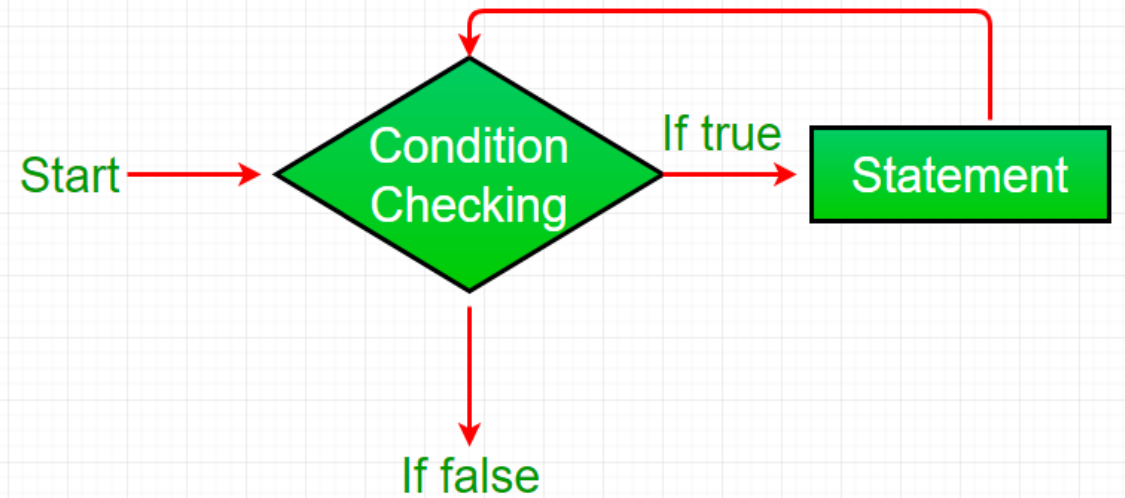 Start
Condition
Checking
If true
Statement
If false